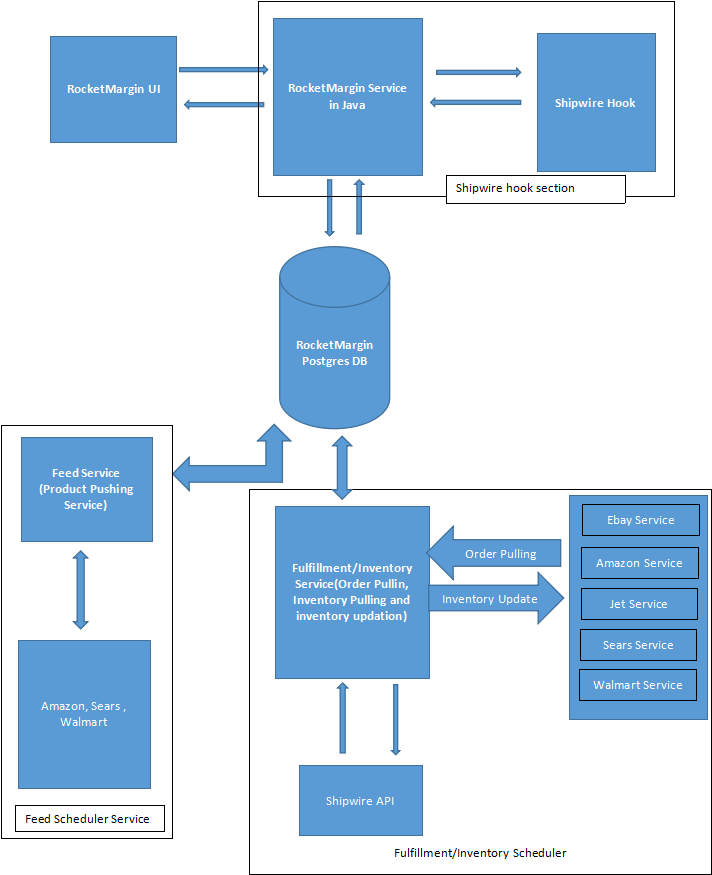 RocketMargin UI
RocketMargin Service
in Java
Shipwire Hook
Shipwire hook section
RocketMargin
Postgres DB
Feed Service
(Product Pushing
Service)
Amazon, Sears ,
Walmart
Feed Scheduler Service
Fulfillment/Inventory
Service(Order Pullin,
Inventory Pulling and
inventory updation)
Order Pulling
Inventory Update
Ebay Service
Amazon Service
Jet Service
Sears Service
Walmart Service
Shipwire API
Fulfillment/Inventory Scheduler